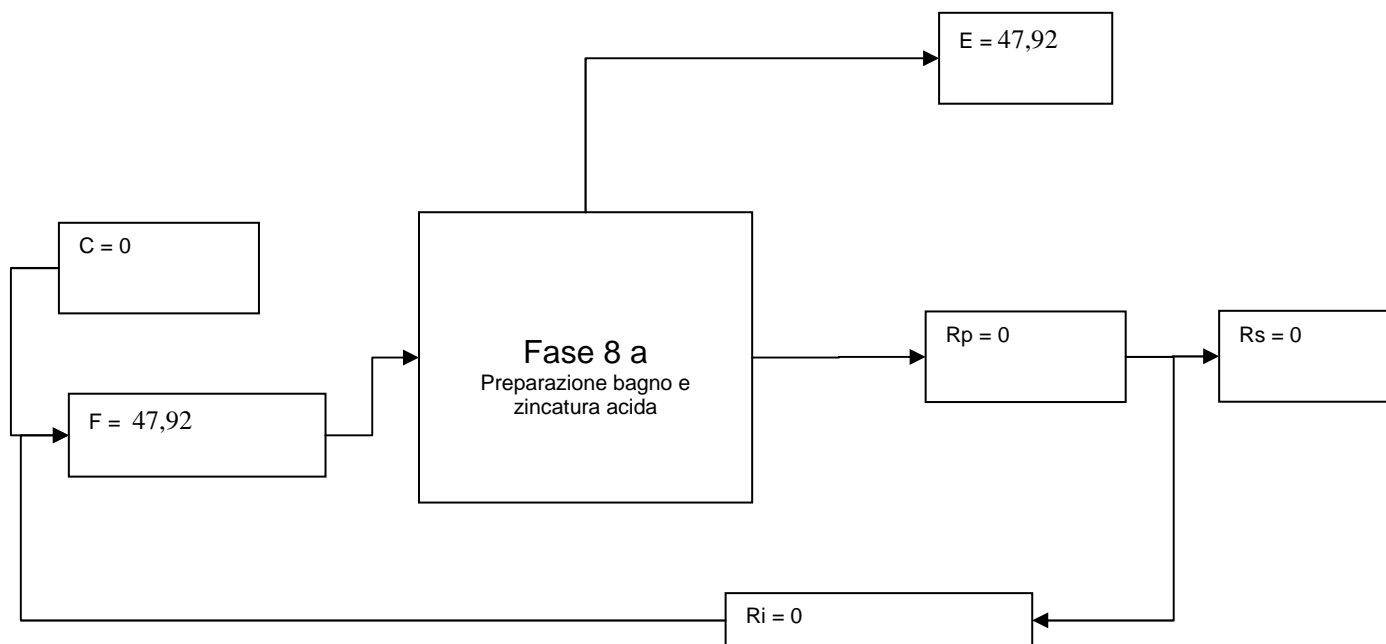 E = 47,92
C = 0
Fase 8 a
Preparazione bagno e
zincatura acida
Rp = 0
Rs = 0
F = 47,92
Ri = 0